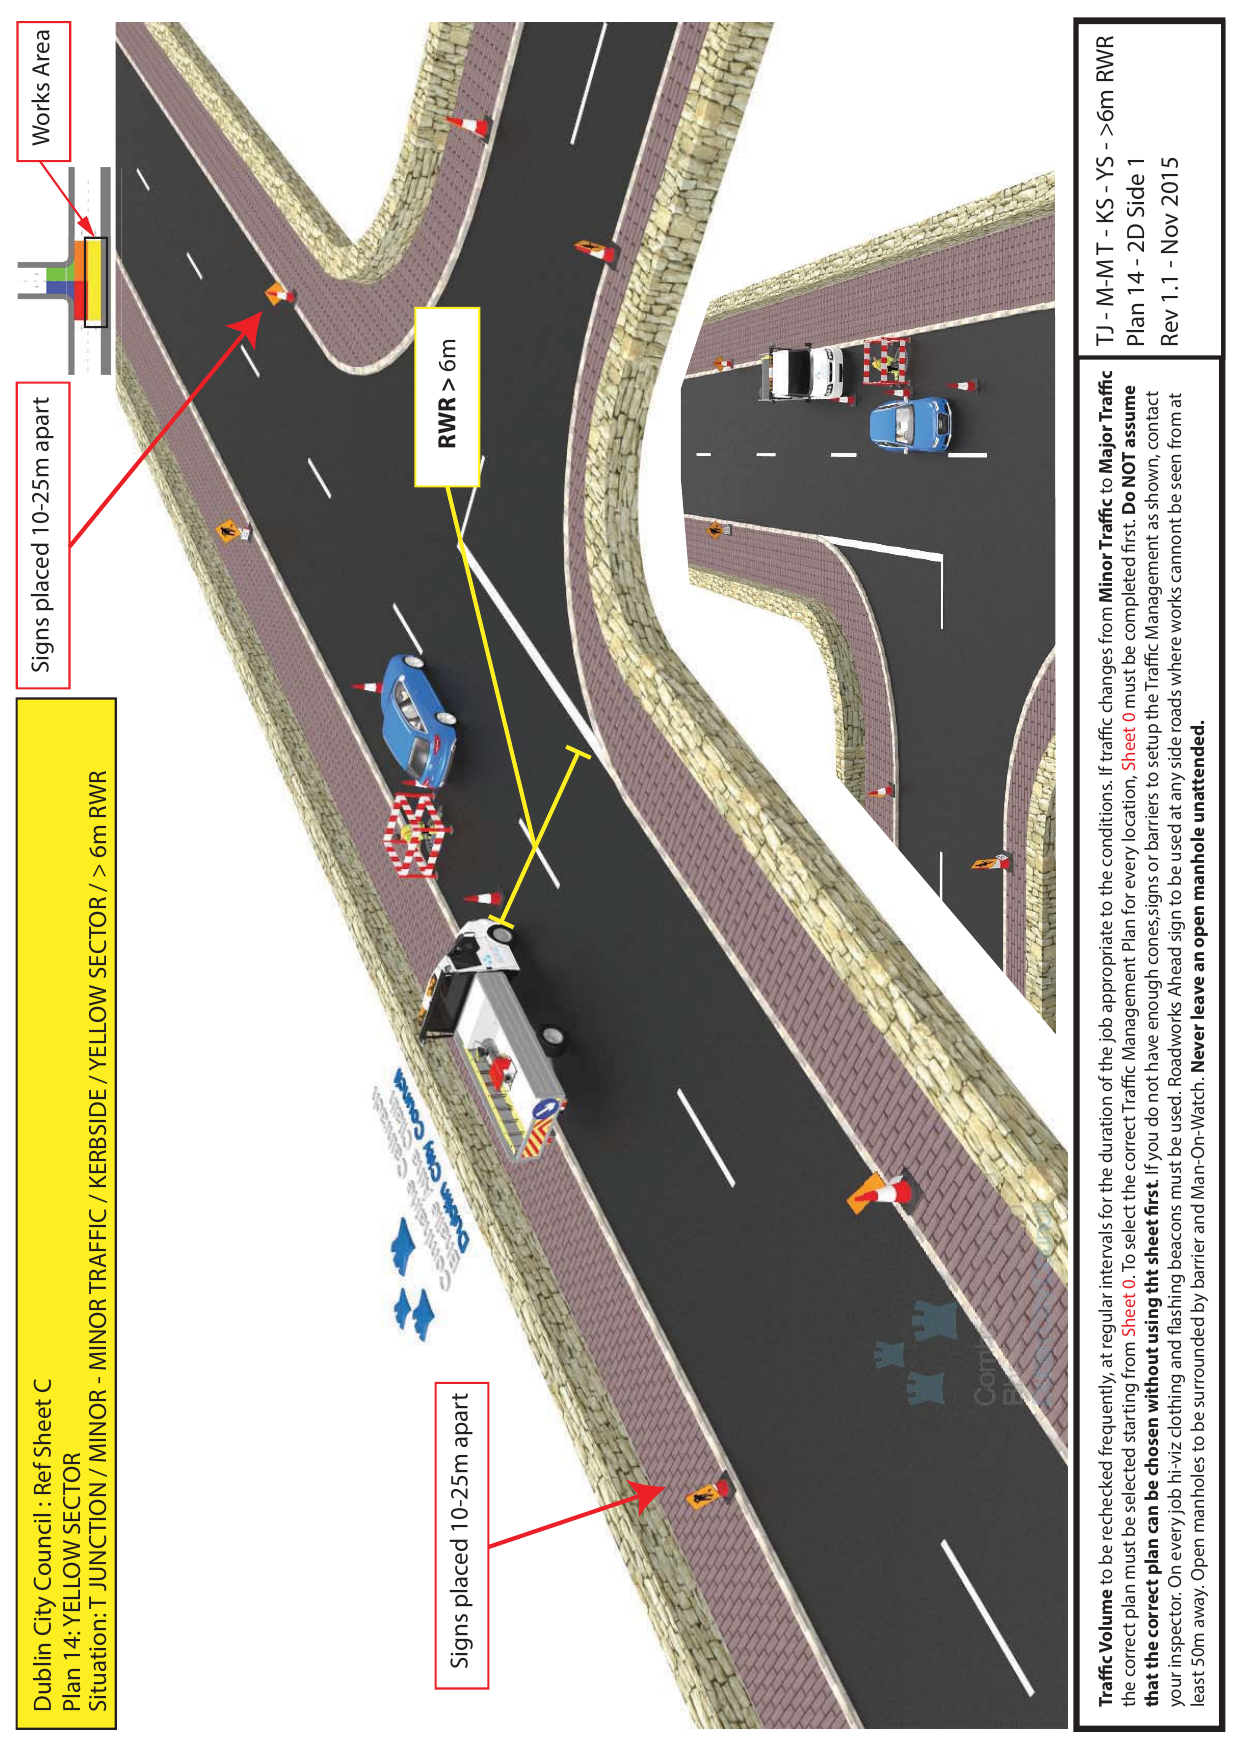 Dublin City Council : Ref Sheet C
Plan 14: YELLOW SECTOR
Situation: T JUNCTION / MINOR - MINOR TRAFFIC / KERBSIDE / YELLOW SECTOR / > 6m RWR
Signs placed 10-25m apart
Works Area
RWR > 6m
Dublin City Council
Signs placed 10-25m apart
Traffic Volume to be rechecked frequently, at regular intervals for the duration of the job appropriate to the conditions. If traffic changes from Minor Traffic to Major Traffic
the correct plan must be selected starting from Sheet 0. To select the correct Traffic Management Plan for every location, Sheet 0 must be completed first. Do NOT assume
that the correct plan can be chosen without using tht sheet first. If you do not have enough cones,signs or barriers to setup the Traffic Management as shown, contact
your inspector. On every job hi-viz clothing and flashing beacons must be used. Roadworks Ahead sign to be used at any side roads where works cannont be seen from at
least 50m away. Open manholes to be surrounded by barrier and Man-On-Watch. Never leave an open manhole unattended.
TJ - M-M T - KS - YS - >6m RWR
Plan 14 - 2D Side 1
Rev 1.1 - Nov 2015